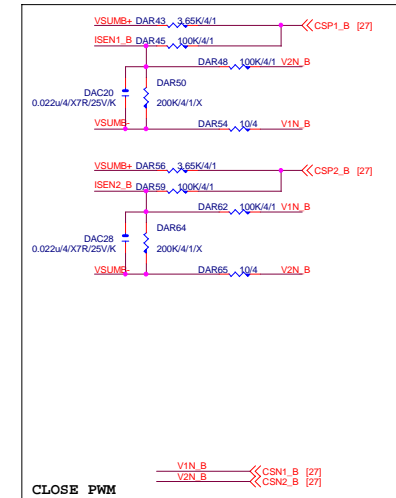 VSUMB+ DAR43 3.65K/4/1 CSP1_B [27]
ISEN1_B DAR45 100K/4/1
DAR48 100K/4/1 V2N_B
DAR50
DAC20
0.022u/4/X7R/25V/K 200K/4/1/X
VSUMB- DAR54 10/4 V1N_B
VSUMB+ DAR56 3.65K/4/1 CSP2_B [27]
ISEN2_B DAR59 100K/4/1
DAR62 100K/4/1 V1N_B
DAR64
DAC28
0.022u/4/X7R/25V/K 200K/4/1/X
VSUMB- DAR65 10/4 V2N_B
V1N_B CSN1_B [27]
V2N_B CSN2_B [27]
CLOSE PWM